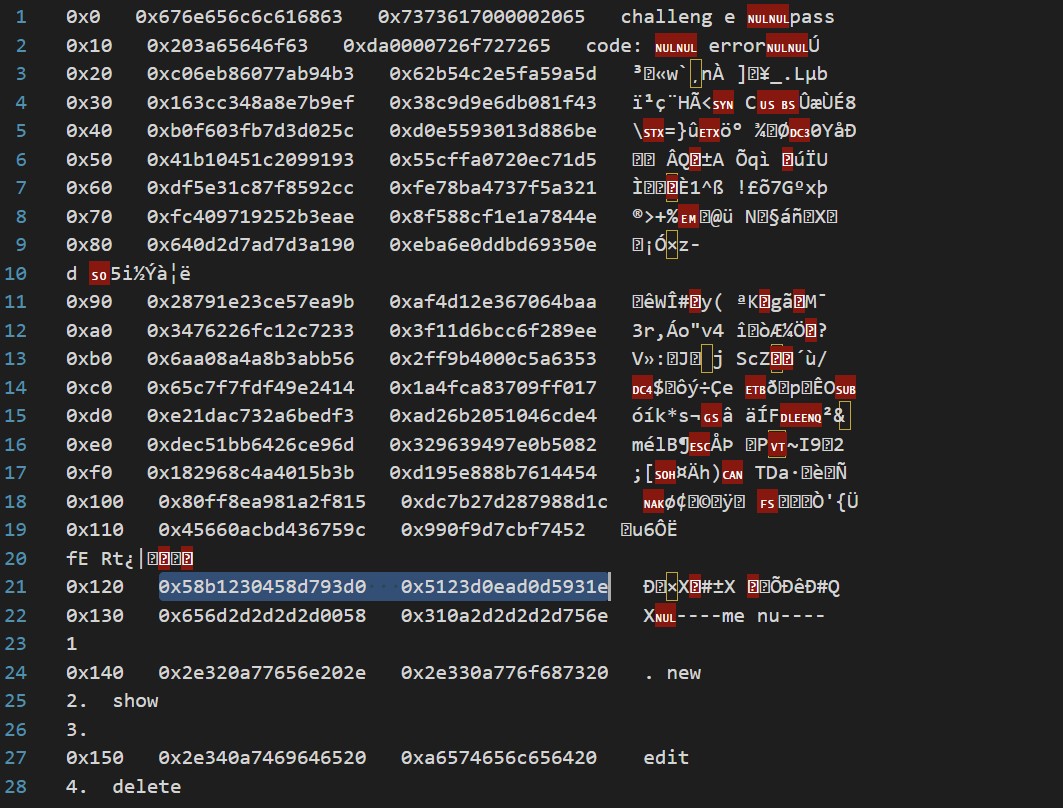 1 0x0 0x676e656c6c616863 0x7373617000002065 challeng e NULNULpass
2 0x10 0x203a65646f63 0xda0000726f727265 code: NULNUL errorNULNULÚ
3 0x20 0xc06eb86077ab94b3 0x62b54c2e5fa59a5d ³«w`¸nÀ ]¥_.Lµb
4 0x30 0x163cc348a8e7b9ef 0x38c9d9e6db081f43 ï¹ç¨HÃ<SYN CUSBSÛæÙÉ8
5 0x40 0xb0f603fb7d3d025c 0xd0e5593013d886be \STX=}ûETXö° ¾ØDC30YåÐ
6 0x50 0x41b10451c2099193 0x55cffa0720ec71d5 ÂQ±A Õqì úÏU
7 0x60 0xdf5e31c87f8592cc 0xfe78ba4737f5a321 ÌÈ1^ß !£õ7Gºxþ
8 0x70 0xfc409719252b3eae 0x8f588cf1e1a7844e ®>+%EM@ü N§áñX
9 0x80 0x640d2d7ad7d3a190 0xeba6e0ddbd69350e ¡Ó×z-
10 d SO5i½Ýà¦ë
11 0x90 0x28791e23ce57ea9b 0xaf4d12e367064baa êWÎ#y( ªKgãM¯
12 0xa0 0x3476226fc12c7233 0x3f11d6bcc6f289ee 3r,Áo"v4 îòÆ¼Ö?
13 0xb0 0x6aa08a4a8b3abb56 0x2ff9b4000c5a6353 V»:Jj ScZ´ù/
14 0xc0 0x65c7f7fdf49e2414 0x1a4fca83709ff017 DC4$ôý÷Çe ETBðpÊOSUB
15 0xd0 0xe21dac732a6bedf3 0xad26b2051046cde4 óík*s¬GSâ äÍFDLEENQ²&
16 0xe0 0xdec51bb6426ce96d 0x329639497e0b5082 mélB¶ESCÅÞ PVT~I92
17 0xf0 0x182968c4a4015b3b 0xd195e888b7614454 ;[SOH¤Äh)CAN TDa·èÑ
18 0x100 0x80ff8ea981a2f815 0xdc7b27d287988d1c NAKø¢©ÿ FSÒ'{Ü
19 0x110 0x45660acbd436759c 0x990f9d7cbf7452 u6ÔË
20 fE Rt¿|
21 0x120 0x58b1230458d793d0 0x5123d0ead0d5931e Ð×X#±X ÕÐêÐ#Q
22 0x130 0x656d2d2d2d2d0058 0x310a2d2d2d2d756e XNUL----me nu----
23 1
24 0x140 0x2e320a77656e202e 0x2e330a776f687320 . new
25 2. show
26 3.
27 0x150 0x2e340a7469646520 0xa6574656c656420 edit
28 4. delete